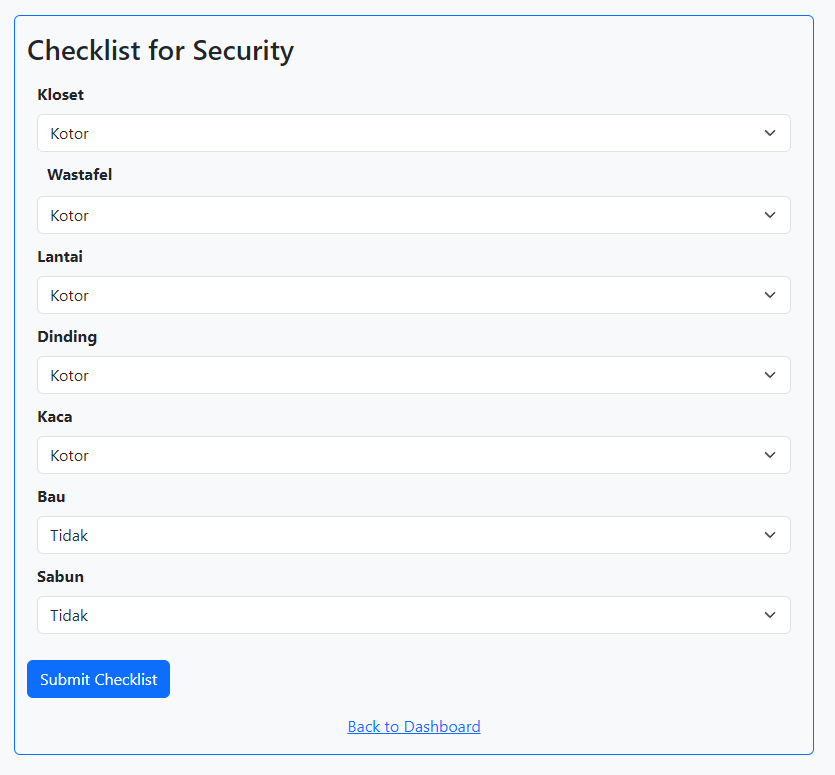 Checklist for Security
Kloset
Kotor
Wastafel
Kotor
Lantai
Kotor
Dinding
Kotor
Kaca
Kotor
Bau
Tidak
Sabun
Tidak
Submit Checklist
Back to Dashboard